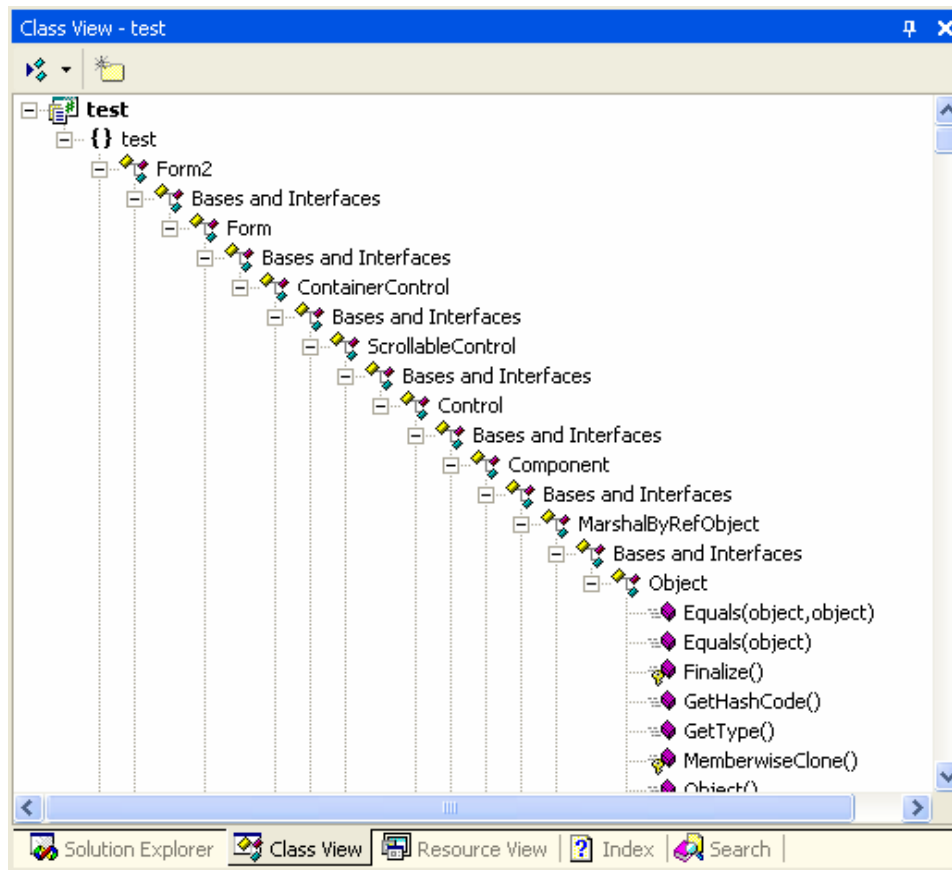 Class View - test
test
{} test
Form2
Bases and Interfaces
Form
Bases and Interfaces
ContainerControl
Bases and Interfaces
ScrollableControl
Bases and Interfaces
Control
Bases and Interfaces
Component
Bases and Interfaces
MarshalByRefObject
Bases and Interfaces
Object
Equals(object,object)
Equals(object)
Finalize()
GetHashCode()
GetType()
MemberwiseClone()
Object()
Solution Explorer Class View Resource View Index Search